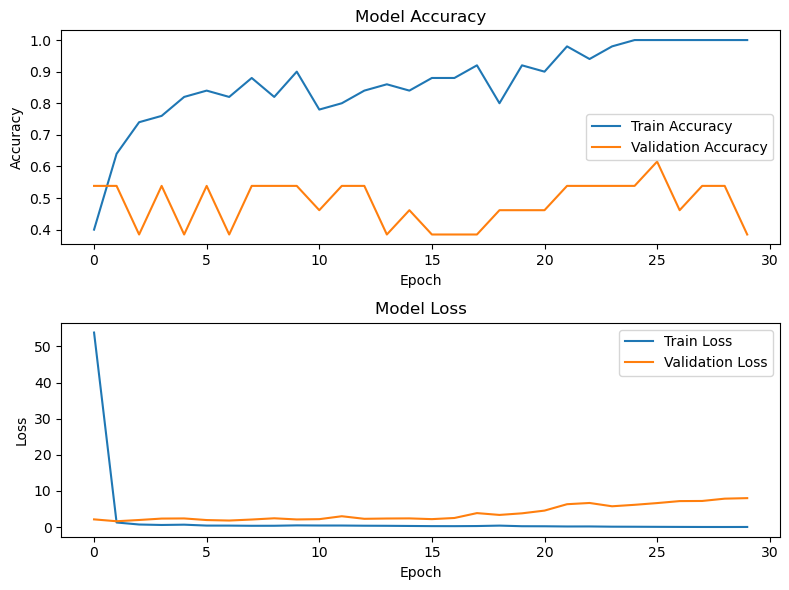 Model Accuracy
1.0
0.9
0.8
0.7
0.6
0.5
0.4
Accuracy
Train Accuracy
Validation Accuracy
0 5 10 15 20 25 30
Epoch
Model Loss
50
40
30
20
10
0
Loss
Train Loss
Validation Loss
0 5 10 15 20 25 30
Epoch